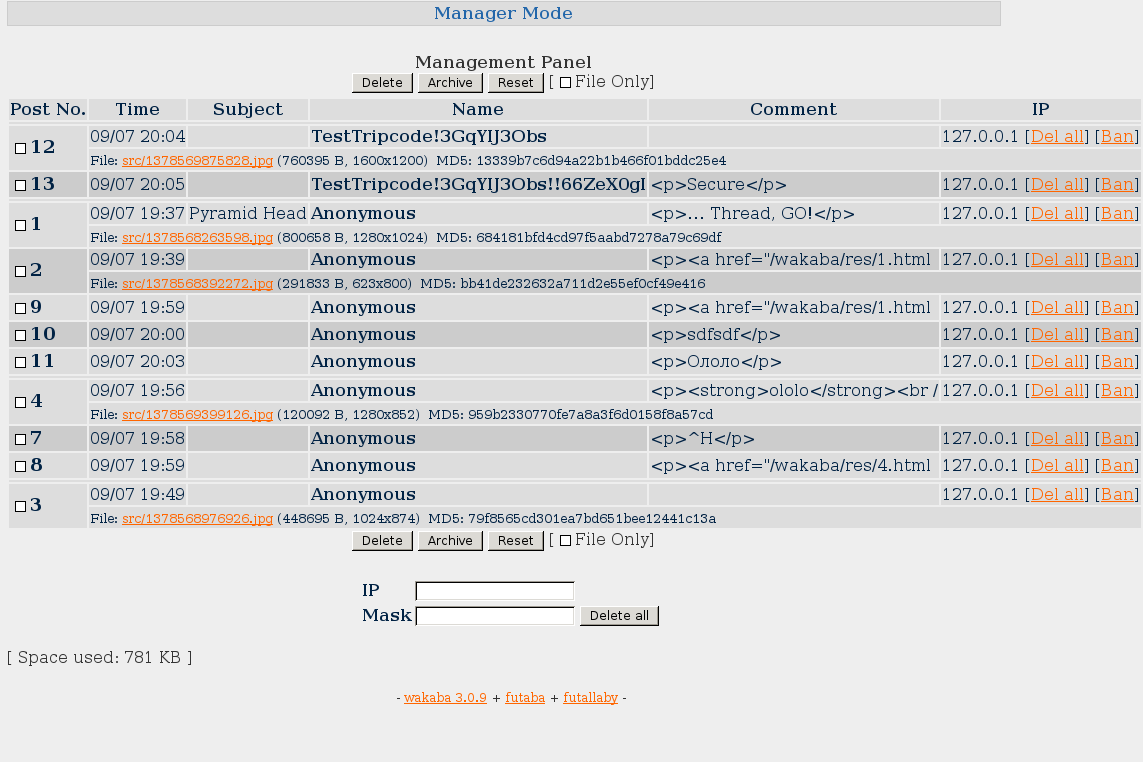 Manager Mode
Management Panel
Delete Archive Reset [ File Only]
Post No. Time Subject Name Comment IP
12 09/07 20:04 TestTripcode!3GqYIJ3Obs 127.0.0.1 [Del all] [Ban]
File: src/1378569875828.jpg (760395 B, 1600x1200) MD5: 13339b7c6d94a22b1b466f01bddc25e4
13 09/07 20:05 TestTripcode!3GqYIJ3Obs!!66ZeX0gI <p>Secure</p> 127.0.0.1 [Del all] [Ban]
1 09/07 19:37 Pyramid Head Anonymous <p>... Thread, GO!</p> 127.0.0.1 [Del all] [Ban]
File: src/1378568263598.jpg (800658 B, 1280x1024) MD5: 684181bfd4cd97f5aabd7278a79c69df
2 09/07 19:39 Anonymous <p><a href="/wakaba/res/1.html 127.0.0.1 [Del all] [Ban]
File: src/1378568392272.jpg (291833 B, 623x800) MD5: bb41de232632a711d2e55ef0cf49e416
9 09/07 19:59 Anonymous <p><a href="/wakaba/res/1.html 127.0.0.1 [Del all] [Ban]
10 09/07 20:00 Anonymous <p>sdfsdf</p> 127.0.0.1 [Del all] [Ban]
11 09/07 20:03 Anonymous <p>Ололо</p> 127.0.0.1 [Del all] [Ban]
4 09/07 19:56 Anonymous <p><strong>ololo</strong><br / 127.0.0.1 [Del all] [Ban]
File: src/1378569399126.jpg (120092 B, 1280x852) MD5: 959b2330770fe7a8a3f6d0158f8a57cd
7 09/07 19:58 Anonymous <p>^H</p> 127.0.0.1 [Del all] [Ban]
8 09/07 19:59 Anonymous <p><a href="/wakaba/res/4.html 127.0.0.1 [Del all] [Ban]
3 09/07 19:49 Anonymous 127.0.0.1 [Del all] [Ban]
File: src/1378568976926.jpg (448695 B, 1024x874) MD5: 79f8565cd301ea7bd651bee12441c13a
Delete Archive Reset [ File Only]
IP
Mask Delete all
[ Space used: 781 KB ]
- wakaba 3.0.9 + futaba + futallaby -